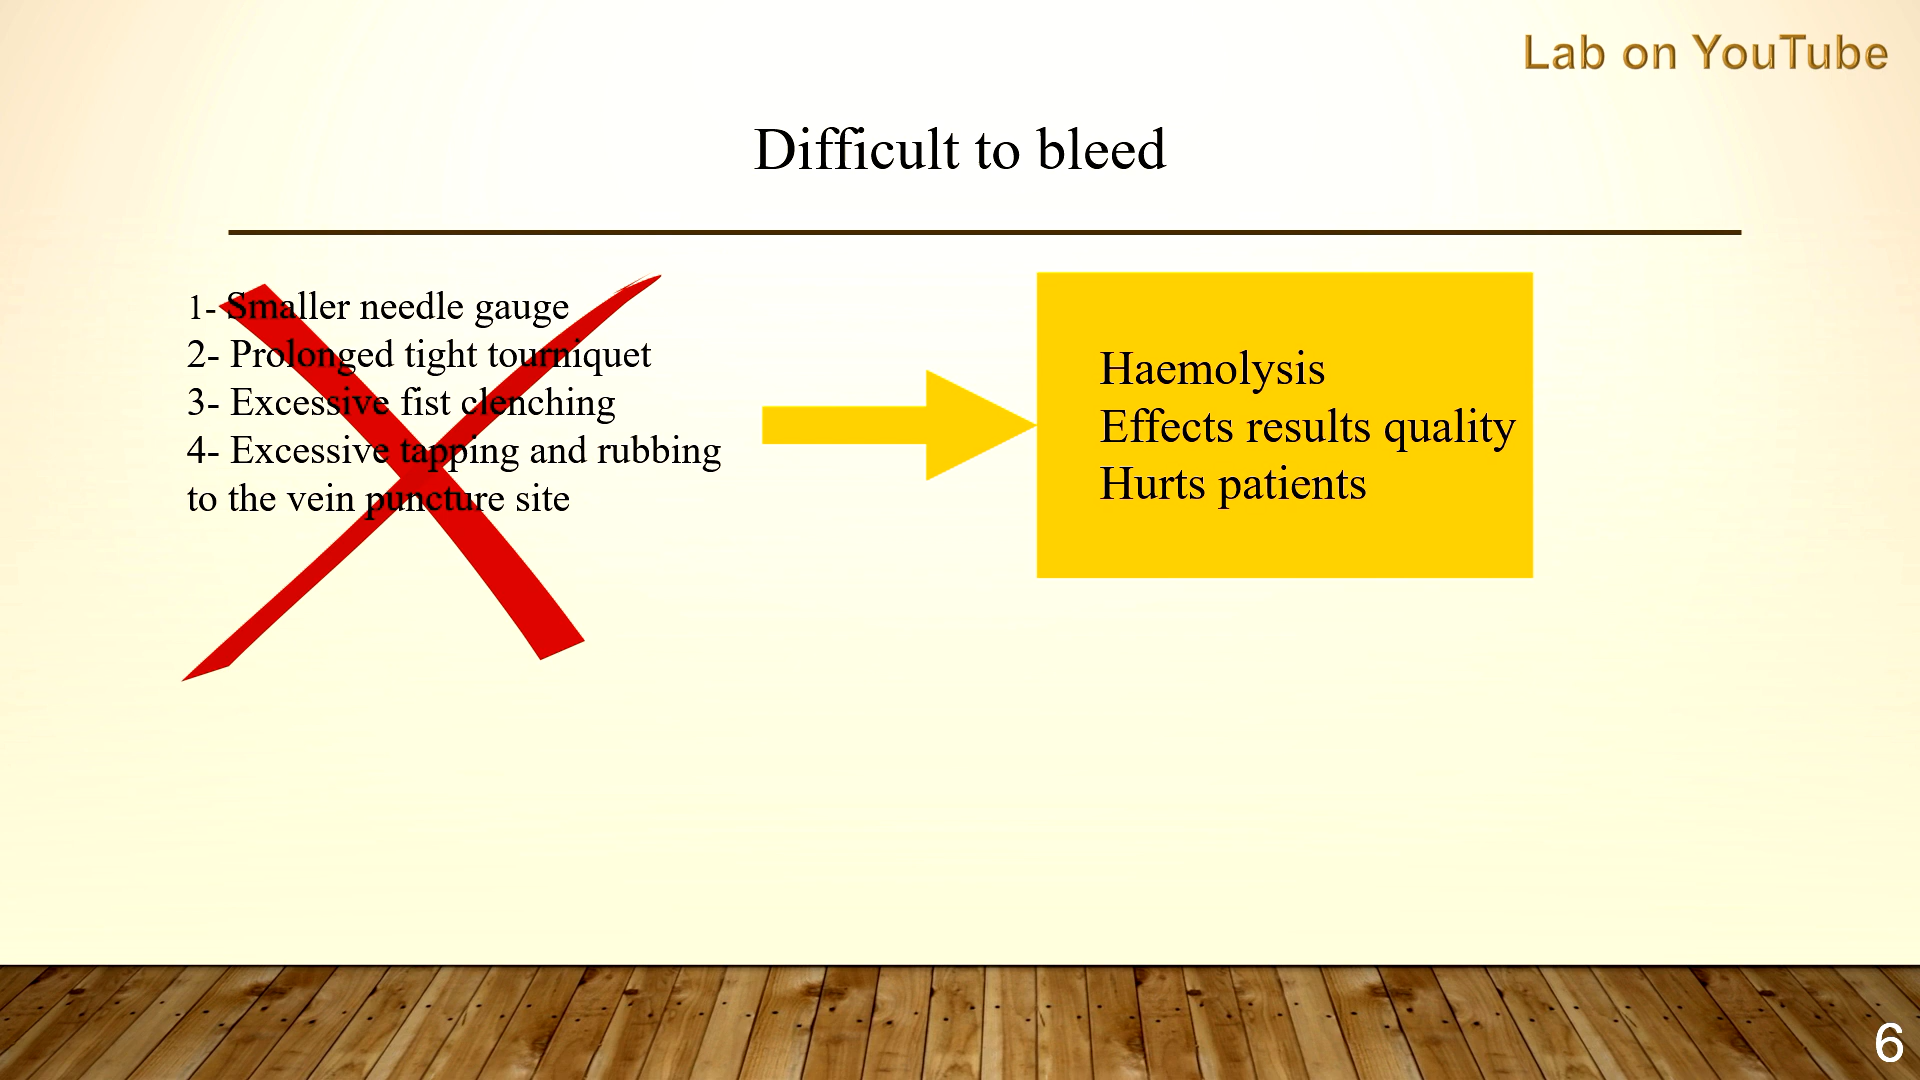 Lab on YouTube
Difficult to bleed
1- Smaller needle gauge
2- Prolonged tight tourniquet
3- Excessive fist clenching
4- Excessive tapping and rubbing
to the vein puncture site
Haemolysis
Effects results quality
Hurts patients
6